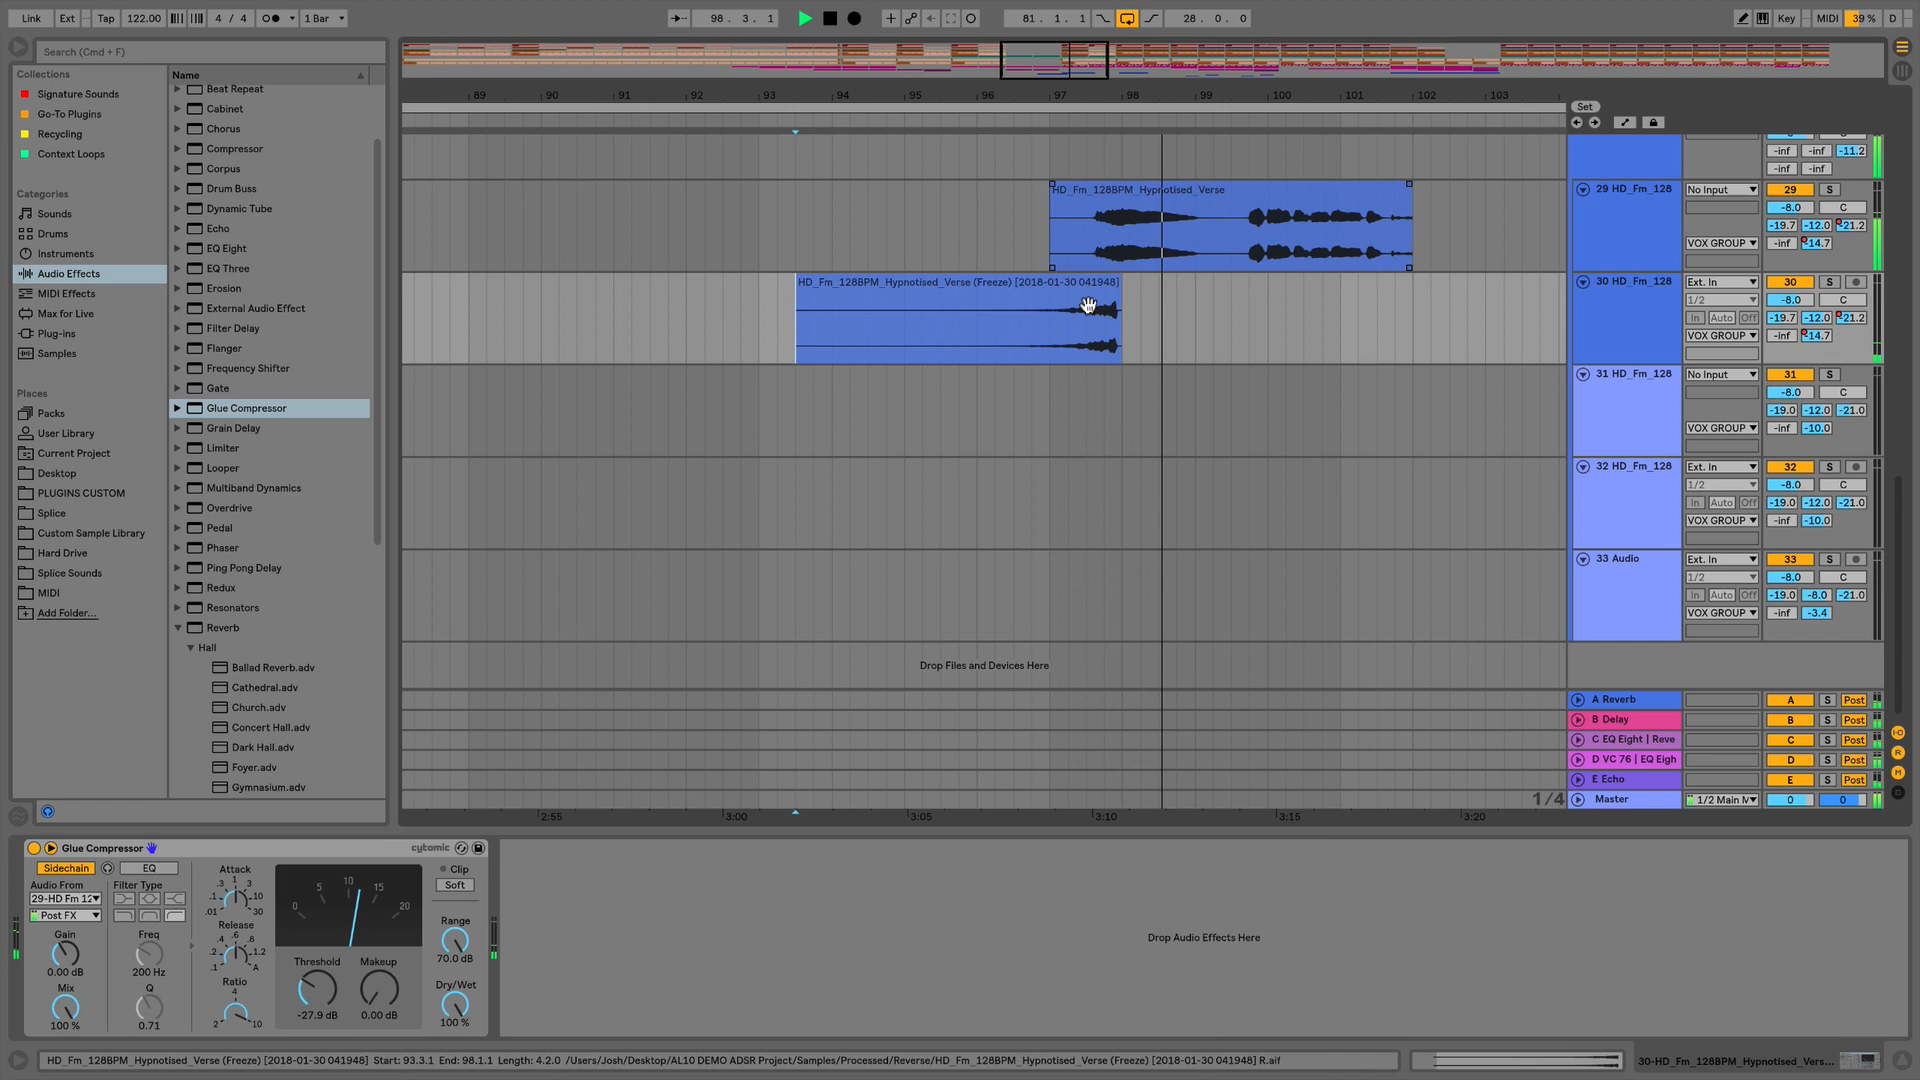 Link Ext Tap 122.00 4 / 4 1 Bar 98. 3. 1 81. 1. 1 28. 0. 0 Key MIDI 39 % D
Search (Cmd + F)
Collections
Signature Sounds
Go-To Plugins
Recycling
Context Loops
Categories
Sounds
Drums
Instruments
Audio Effects
MIDI Effects
Max for Live
Plug-ins
Samples
Places
Packs
User Library
Current Project
Desktop
PLUGINS CUSTOM
Splice
Custom Sample Library
Hard Drive
Splice Sounds
MIDI
Add Folder...
Name
Beat Repeat
Cabinet
Chorus
Compressor
Corpus
Drum Buss
Dynamic Tube
Echo
EQ Eight
EQ Three
Erosion
External Audio Effect
Filter Delay
Flanger
Frequency Shifter
Gate
Glue Compressor
Grain Delay
Limiter
Looper
Multiband Dynamics
Overdrive
Pedal
Phaser
Ping Pong Delay
Redux
Resonators
Reverb
Hall
Ballad Reverb.adv
Cathedral.adv
Church.adv
Concert Hall.adv
Dark Hall.adv
Foyer.adv
Gymnasium.adv
89 90 91 92 93 94 95 96 97 98 99 100 101 102 103
Set
HD_Fm_128BPM_Hypnotised_Verse
HD_Fm_128BPM_Hypnotised_Verse (Freeze) [2018-01-30 041948]
Drop Files and Devices Here
2:55 3:00 3:05 3:10 3:15 3:20
1/4
-inf -inf -11.2
-inf -inf
29 HD_Fm_128 No Input 29 S
-8.0 C
-19.7 -12.0 -21.2
VOX GROUP -inf -14.7
30 HD_Fm_128 Ext. In 30 S
1/2 -8.0 C
In Auto Off -19.7 -12.0 -21.2
VOX GROUP -inf -14.7
31 HD_Fm_128 No Input 31 S
-8.0 C
-19.0 -12.0 -21.0
VOX GROUP -inf -10.0
32 HD_Fm_128 Ext. In 32 S
1/2 -8.0 C
In Auto Off -19.0 -12.0 -21.0
VOX GROUP -inf -10.0
33 Audio Ext. In 33 S
1/2 -8.0 C
In Auto Off -19.0 -8.0 -21.0
VOX GROUP -inf -3.4
A Reverb A S Post
B Delay B S Post
C EQ Eight | Reve C S Post
D VC 76 | EQ Eigh D S Post
E Echo E S Post
Master 1/2 Main 0 0
I·O
R
M
D
Glue Compressor cytomic
Sidechain EQ
Audio From Filter Type
29-HD Fm 12
Post FX
Gain Freq
0.00 dB 200 Hz
Mix Q
100 % 0.71
Attack
.01 .1 .3 1 3 10 30
Release
.1 .2 .4 .6 .8 1.2 A
Ratio
2 4 10
0 5 10 15 20
Threshold Makeup
-27.9 dB 0.00 dB
Clip
Soft
Range
70.0 dB
Dry/Wet
100 %
Drop Audio Effects Here
HD_Fm_128BPM_Hypnotised_Verse (Freeze) [2018-01-30 041948] Start: 93.3.1 End: 98.1.1 Length: 4.2.0 /Users/Josh/Desktop/AL10 DEMO ADSR Project/Samples/Processed/Reverse/HD_Fm_128BPM_Hypnotised_Verse (Freeze) [2018-01-30 041948] R.aif
30-HD_Fm_128BPM_Hypnotised_Vers...